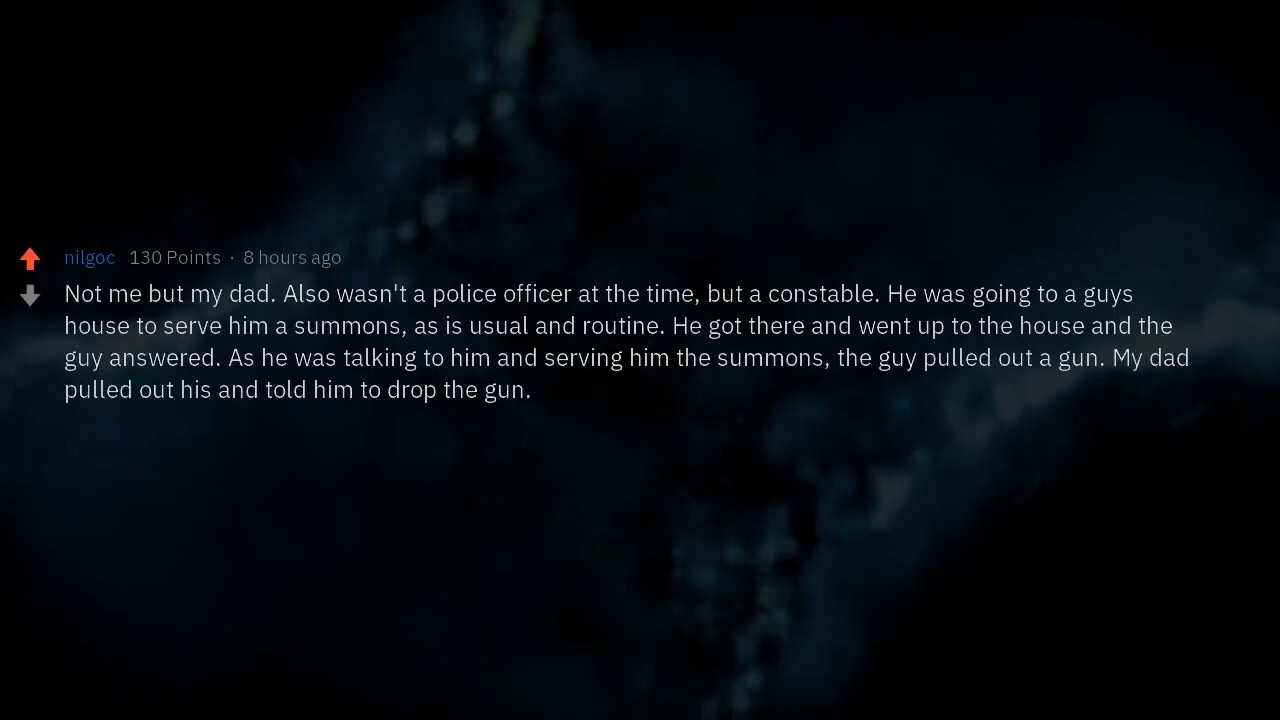 nilgoc 130 Points · 8 hours ago
Not me but my dad. Also wasn't a police officer at the time, but a constable. He was going to a guys
house to serve him a summons, as is usual and routine. He got there and went up to the house and the
guy answered. As he was talking to him and serving him the summons, the guy pulled out a gun. My dad
pulled out his and told him to drop the gun.